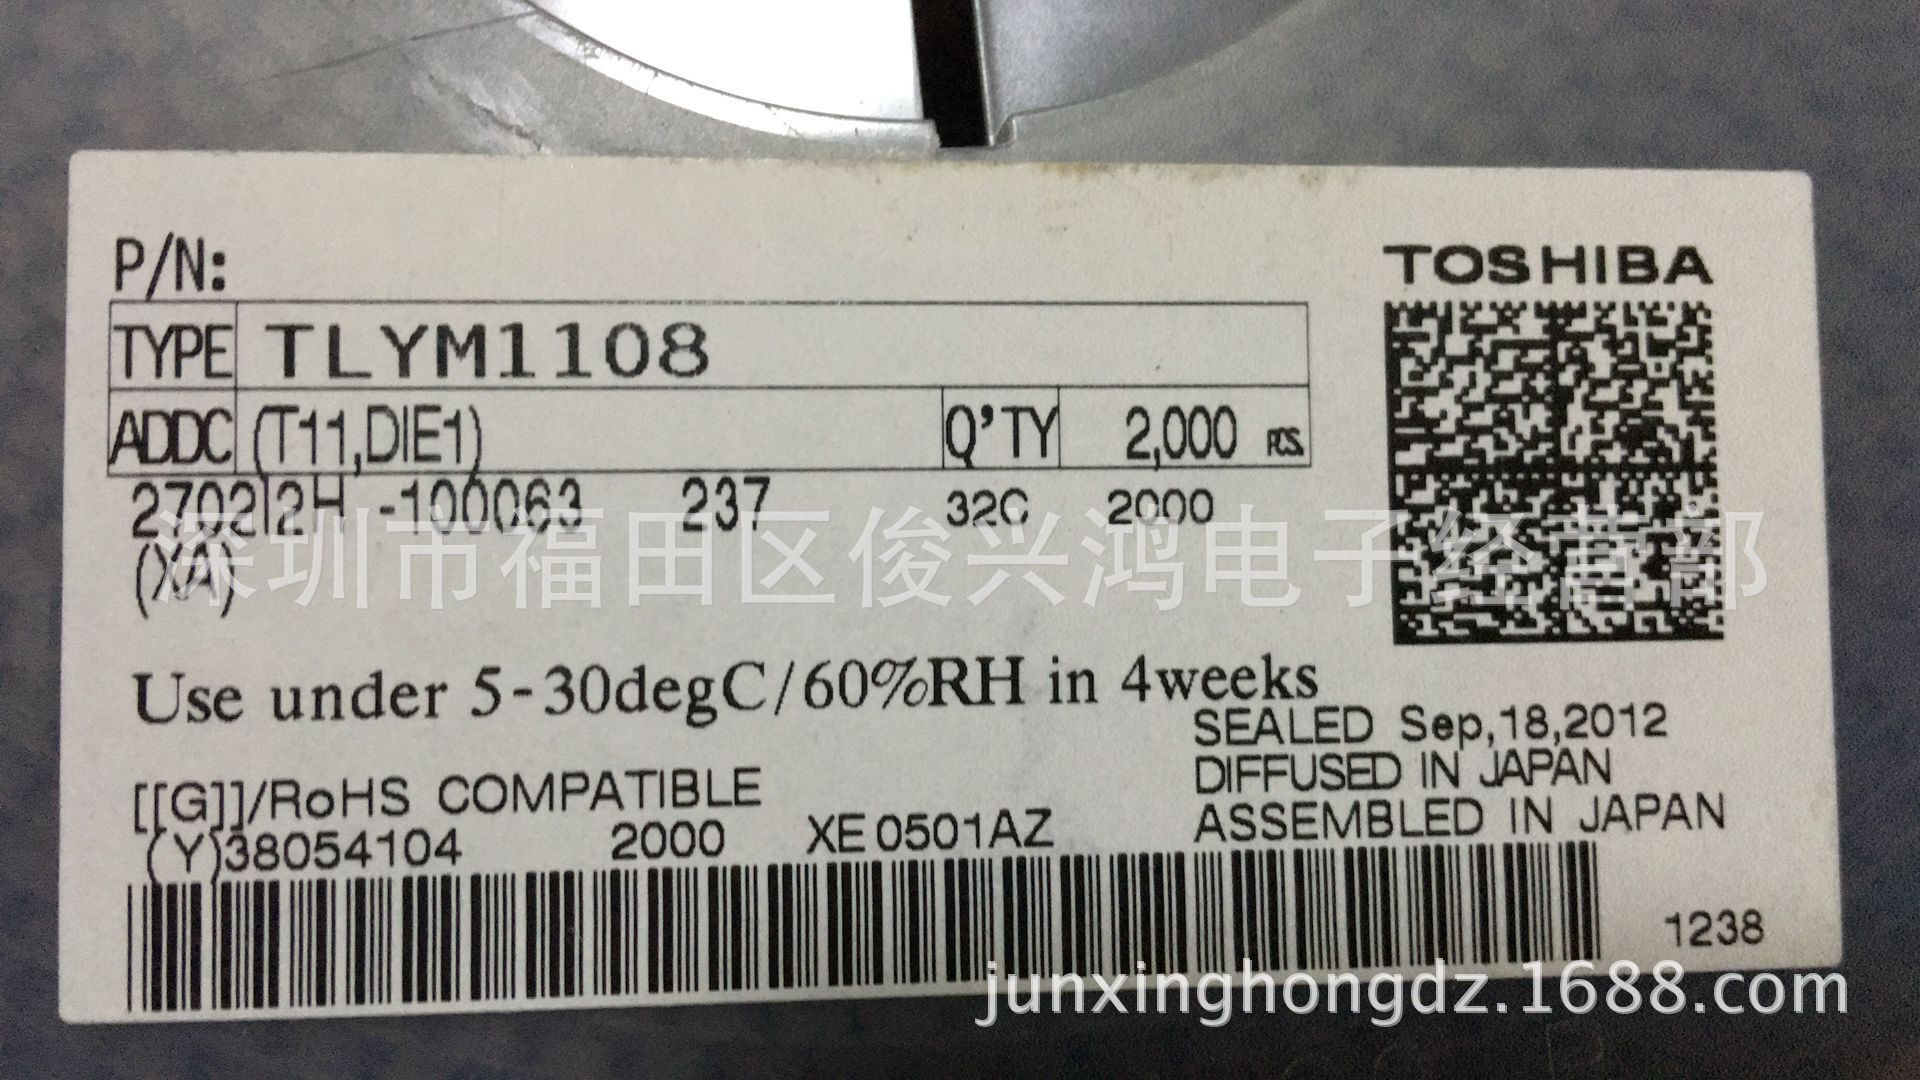 P/N:
TOSHIBA
TYPE TLYM1108
ADDC (T11,DIE1) Q'TY 2,000 PCS.
2702I2H -100063 237 32C 2000
深圳市福田区俊兴鸿电子经营部
(XA)
Use under 5-30degC/60%RH in 4weeks
SEALED Sep,18,2012
DIFFUSED IN JAPAN
[[G]]/RoHS COMPATIBLE
ASSEMBLED IN JAPAN
(Y)38054104 2000 XE0501AZ
1238
junxinghongdz.1688.com